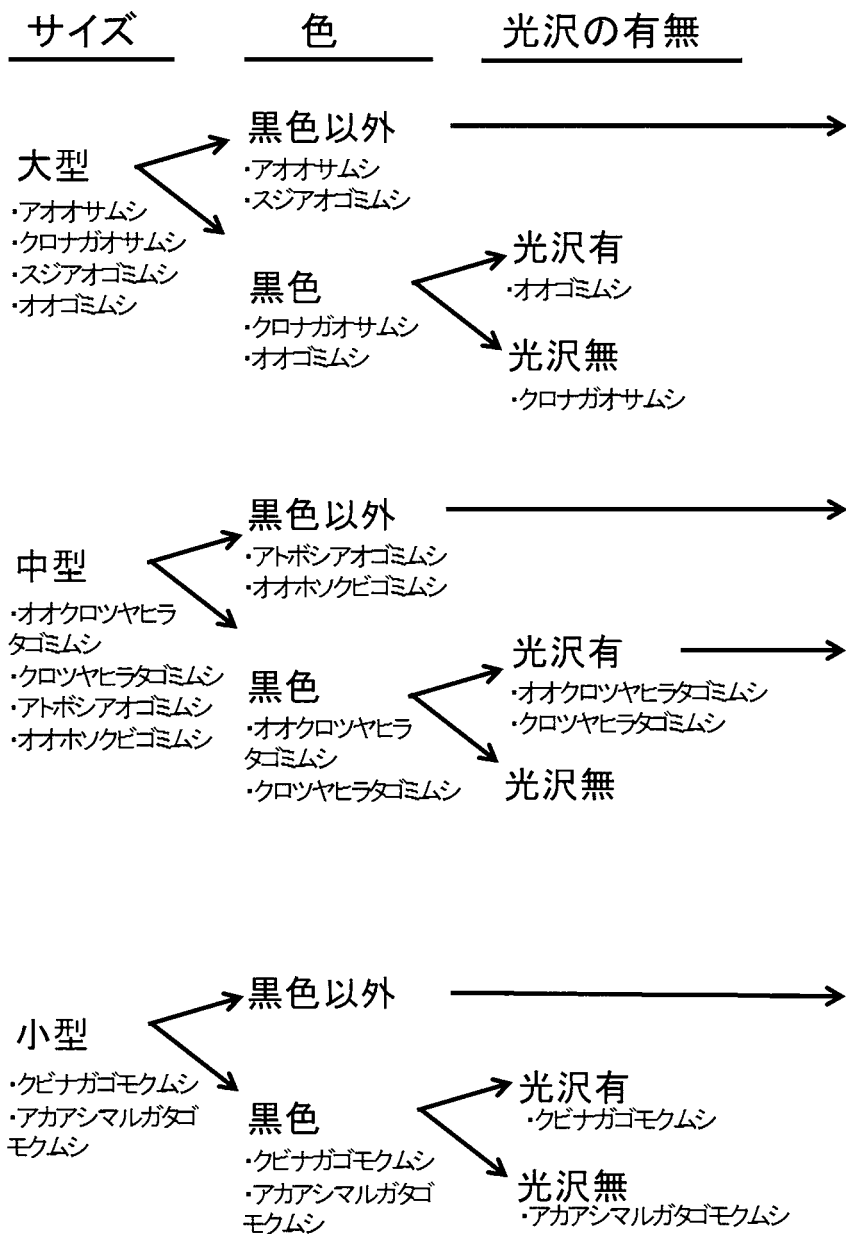 サイズ
色
光沢の有無
大型
・アオオサムシ
・クロナガオサムシ
・スジアオゴミムシ
・オオゴミムシ
黒色以外
・アオオサムシ
・スジアオゴミムシ
黒色
・クロナガオサムシ
・オオゴミムシ
光沢有
・オオゴミムシ
光沢無
・クロナガオサムシ
中型
・オオクロツヤヒラ
タゴミムシ
・クロツヤヒラタゴミムシ
・アトボシアオゴミムシ
・オオホソクビゴミムシ
黒色以外
・アトボシアオゴミムシ
・オオホソクビゴミムシ
黒色
・オオクロツヤヒラ
タゴミムシ
・クロツヤヒラタゴミムシ
光沢有
・オオクロツヤヒラタゴミムシ
・クロツヤヒラタゴミムシ
光沢無
小型
・クビナガゴモクムシ
・アカアシマルガタゴ
モクムシ
黒色以外
黒色
・クビナガゴモクムシ
・アカアシマルガタゴ
モクムシ
光沢有
・クビナガゴモクムシ
光沢無
・アカアシマルガタゴモクムシ